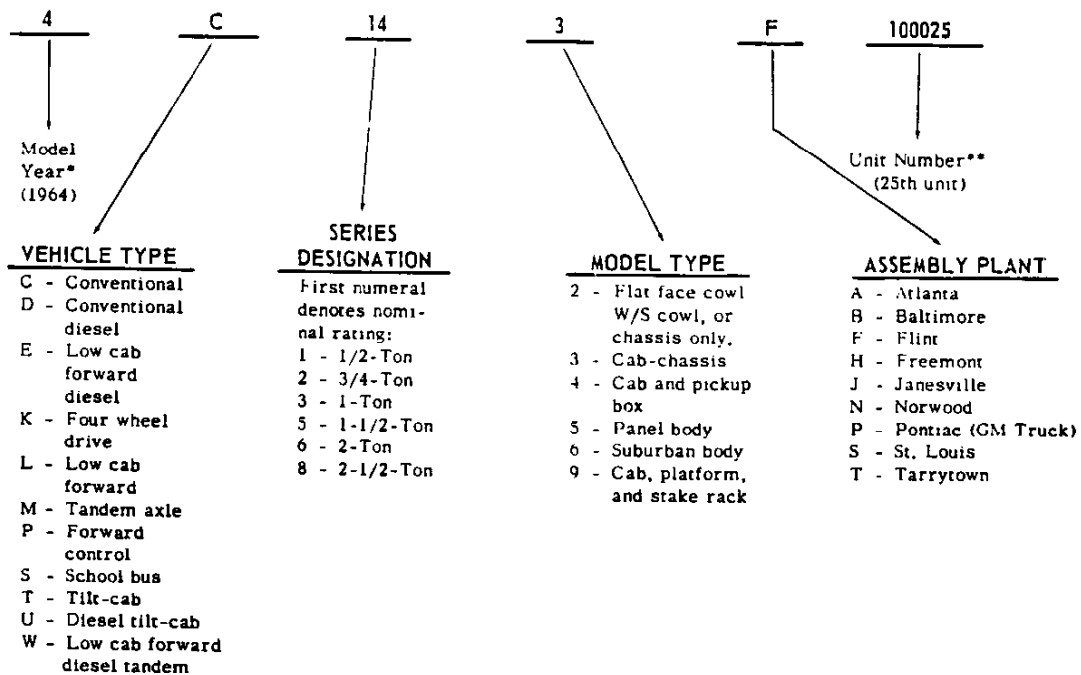 4 C 14 3 F 100025
Model
Year*
(1964)
Unit Number**
(25th unit)
VEHICLE TYPE
C - Conventional
D - Conventional
diesel
E - Low cab
forward
diesel
K - Four wheel
drive
L - Low cab
forward
M - Tandem axle
P - Forward
control
S - School bus
T - Tilt-cab
U - Diesel tilt-cab
W - Low cab forward
diesel tandem
SERIES
DESIGNATION
First numeral
denotes nomi-
nal rating:
1 - 1/2-Ton
2 - 3/4-Ton
3 - 1-Ton
5 - 1-1/2-Ton
6 - 2-Ton
8 - 2-1/2-Ton
MODEL TYPE
2 - Flat face cowl
W/S cowl, or
chassis only.
3 - Cab-chassis
4 - Cab and pickup
box
5 - Panel body
6 - Suburban body
9 - Cab, platform,
and stake rack
ASSEMBLY PLANT
A - Atlanta
B - Baltimore
F - Flint
H - Freemont
J - Janesville
N - Norwood
P - Pontiac (GM Truck)
S - St. Louis
T - Tarrytown